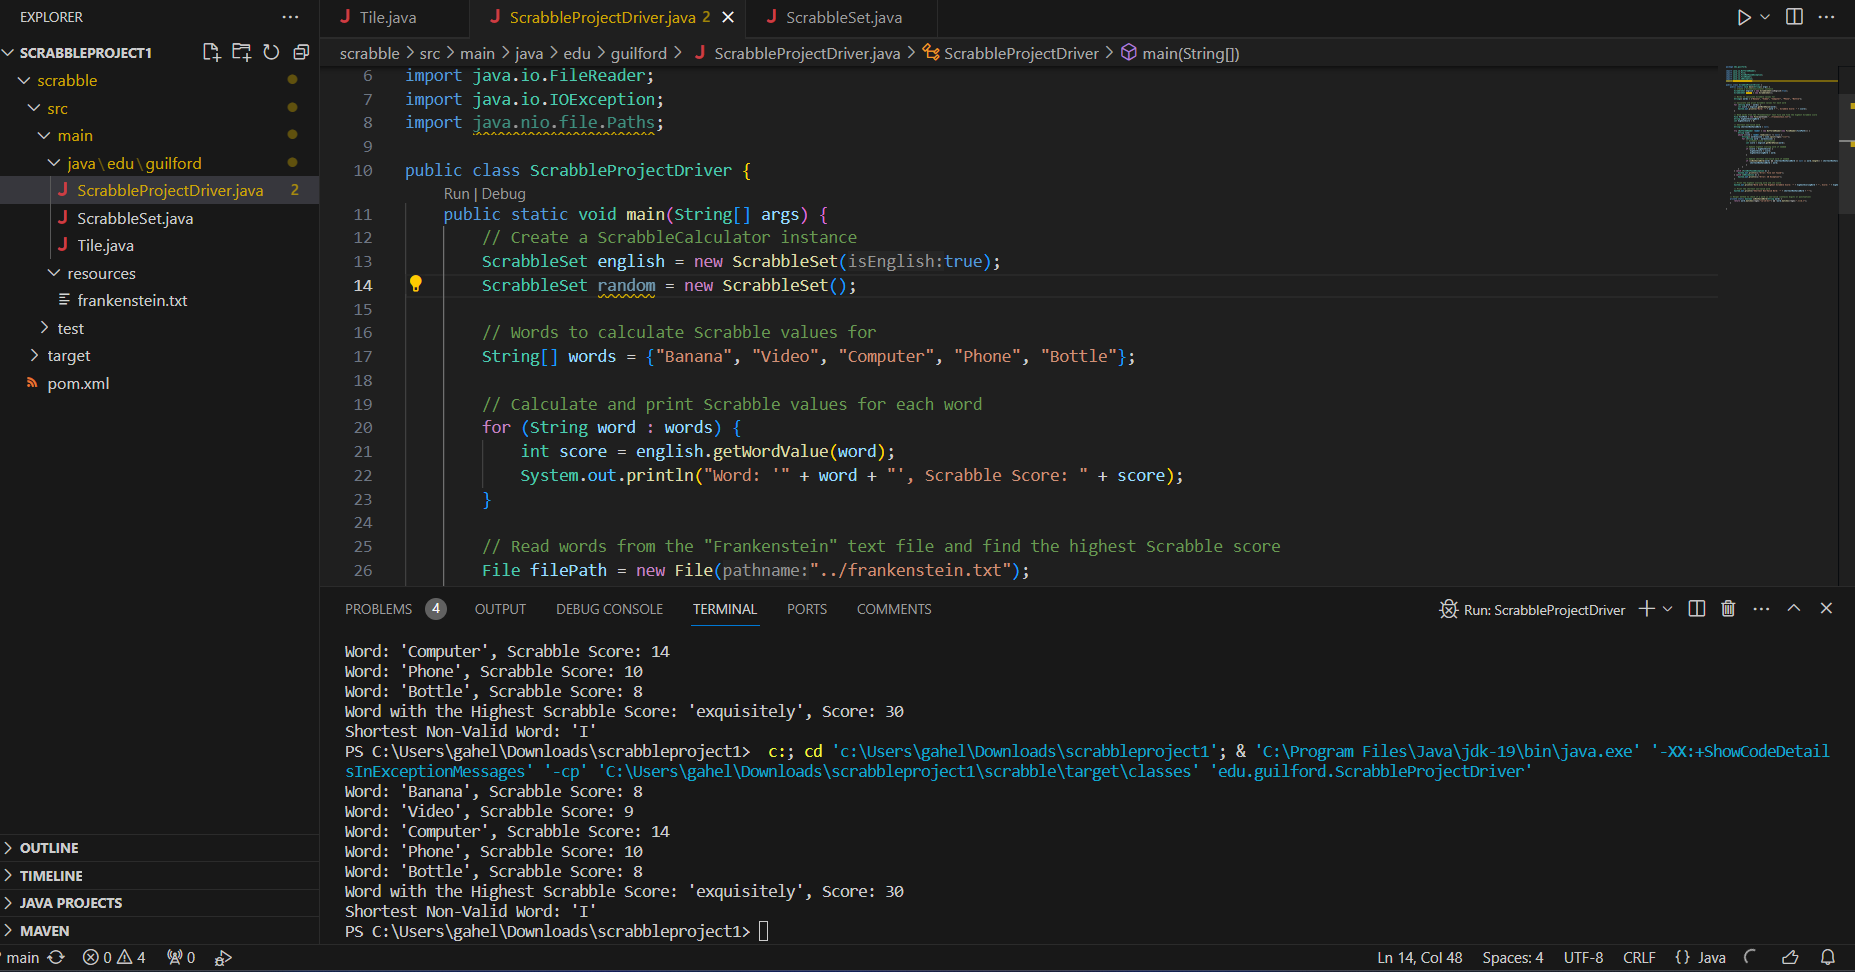 EXPLORER
SCRABBLEPROJECT1
scrabble
src
main
java\edu\guilford
ScrabbleProjectDriver.java 2
ScrabbleSet.java
Tile.java
resources
frankenstein.txt
test
target
pom.xml
OUTLINE
TIMELINE
JAVA PROJECTS
MAVEN
Tile.java ScrabbleProjectDriver.java 2 ScrabbleSet.java
scrabble > src > main > java > edu > guilford > ScrabbleProjectDriver.java > ScrabbleProjectDriver > main(String[])
6 import java.io.FileReader;
7 import java.io.IOException;
8 import java.nio.file.Paths;
9
10 public class ScrabbleProjectDriver {
Run | Debug
11 public static void main(String[] args) {
12 // Create a ScrabbleCalculator instance
13 ScrabbleSet english = new ScrabbleSet(isEnglish:true);
14 ScrabbleSet random = new ScrabbleSet();
15
16 // Words to calculate Scrabble values for
17 String[] words = {"Banana", "Video", "Computer", "Phone", "Bottle"};
18
19 // Calculate and print Scrabble values for each word
20 for (String word : words) {
21 int score = english.getWordValue(word);
22 System.out.println("Word: '" + word + "', Scrabble Score: " + score);
23 }
24
25 // Read words from the "Frankenstein" text file and find the highest Scrabble score
26 File filePath = new File(pathname:"../frankenstein.txt");
PROBLEMS 4 OUTPUT DEBUG CONSOLE TERMINAL PORTS COMMENTS
Run: ScrabbleProjectDriver
Word: 'Computer', Scrabble Score: 14
Word: 'Phone', Scrabble Score: 10
Word: 'Bottle', Scrabble Score: 8
Word with the Highest Scrabble Score: 'exquisitely', Score: 30
Shortest Non-Valid Word: 'I'
PS C:\Users\gahel\Downloads\scrabbleproject1> c:; cd 'c:\Users\gahel\Downloads\scrabbleproject1'; & 'C:\Program Files\Java\jdk-19\bin\java.exe' '-XX:+ShowCodeDetail
sInExceptionMessages' '-cp' 'C:\Users\gahel\Downloads\scrabbleproject1\scrabble\target\classes' 'edu.guilford.ScrabbleProjectDriver'
Word: 'Banana', Scrabble Score: 8
Word: 'Video', Scrabble Score: 9
Word: 'Computer', Scrabble Score: 14
Word: 'Phone', Scrabble Score: 10
Word: 'Bottle', Scrabble Score: 8
Word with the Highest Scrabble Score: 'exquisitely', Score: 30
Shortest Non-Valid Word: 'I'
PS C:\Users\gahel\Downloads\scrabbleproject1>
main 0 4 0 Ln 14, Col 48 Spaces: 4 UTF-8 CRLF {} Java